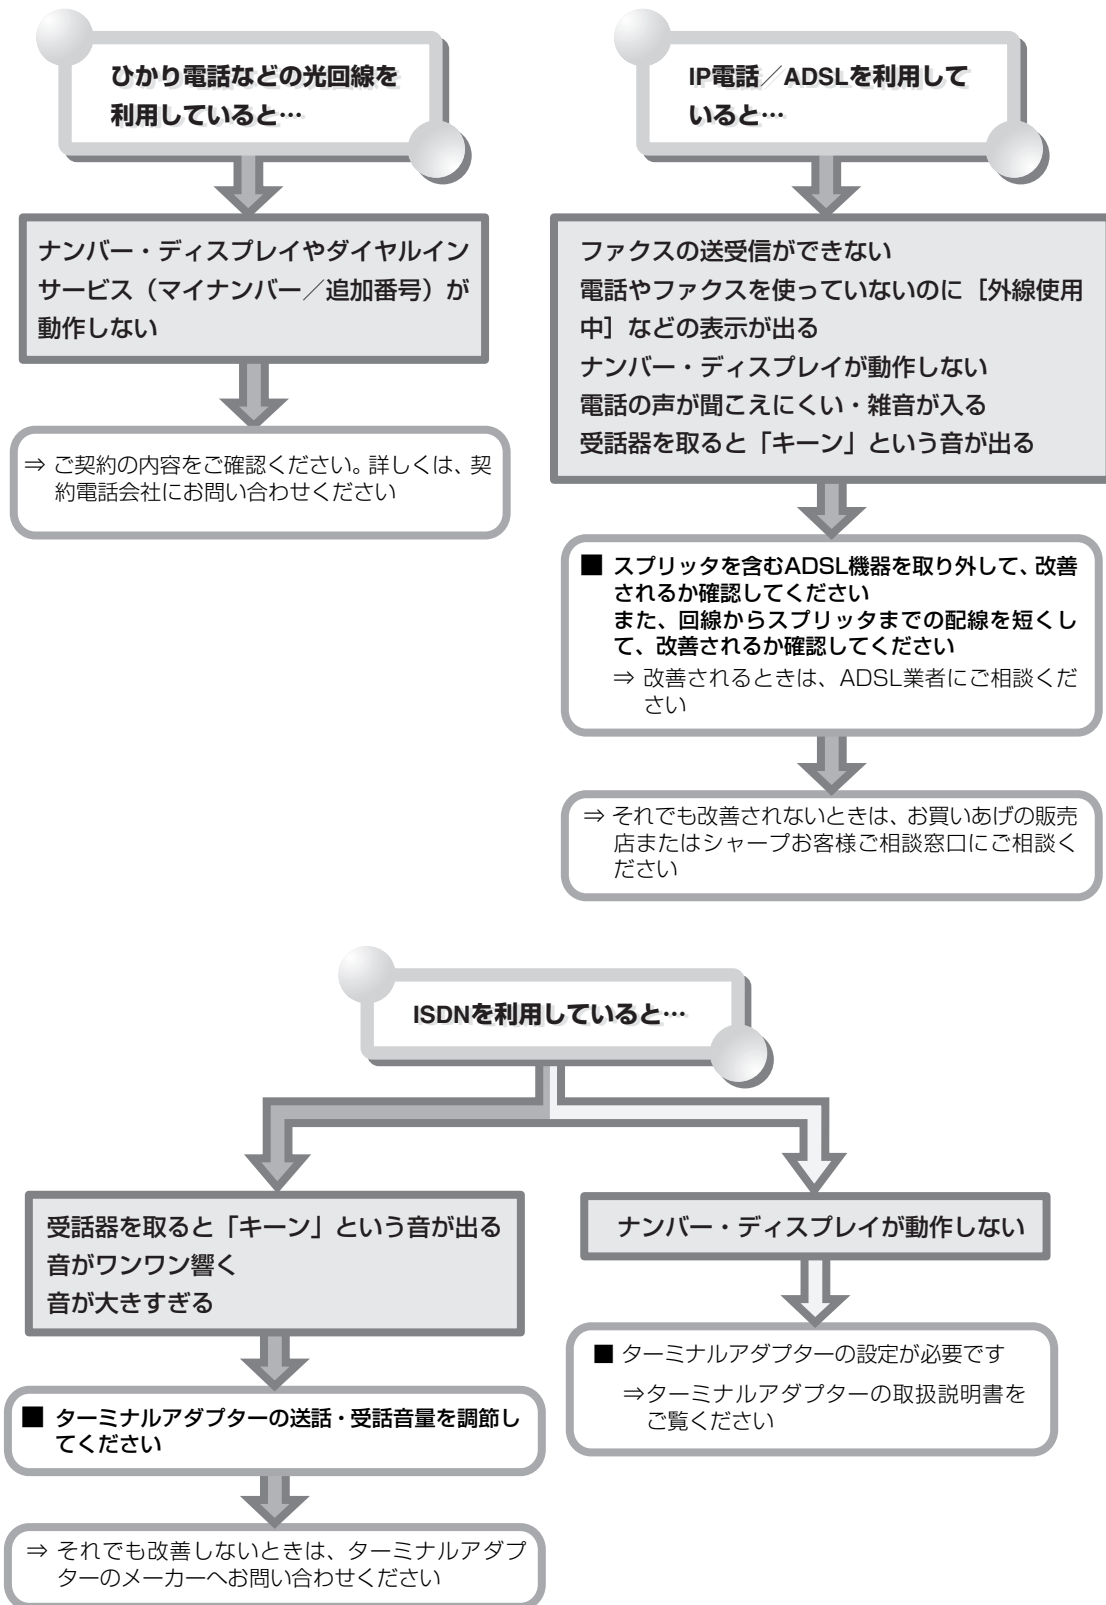 ひかり電話などの光回線を
利用していると…
ナンバー・ディスプレイやダイヤルイン
サービス（マイナンバー／追加番号）が
動作しない
⇒ ご契約の内容をご確認ください。詳しくは、契
約電話会社にお問い合わせください
IP電話／ADSLを利用して
いると…
ファクスの送受信ができない
電話やファクスを使っていないのに［外線使用
中］などの表示が出る
ナンバー・ディスプレイが動作しない
電話の声が聞こえにくい・雑音が入る
受話器を取ると「キーン」という音が出る
■ スプリッタを含むADSL機器を取り外して、改善
されるか確認してください
また、回線からスプリッタまでの配線を短くし
て、改善されるか確認してください
⇒ 改善されるときは、ADSL業者にご相談くだ
さい
⇒ それでも改善されないときは、お買いあげの販売
店またはシャープお客様ご相談窓口にご相談く
ださい
ISDNを利用していると…
受話器を取ると「キーン」という音が出る
音がワンワン響く
音が大きすぎる
■ ターミナルアダプターの送話・受話音量を調節し
てください
⇒ それでも改善しないときは、ターミナルアダプ
ターのメーカーへお問い合わせください
ナンバー・ディスプレイが動作しない
■ ターミナルアダプターの設定が必要です
⇒ターミナルアダプターの取扱説明書を
ご覧ください